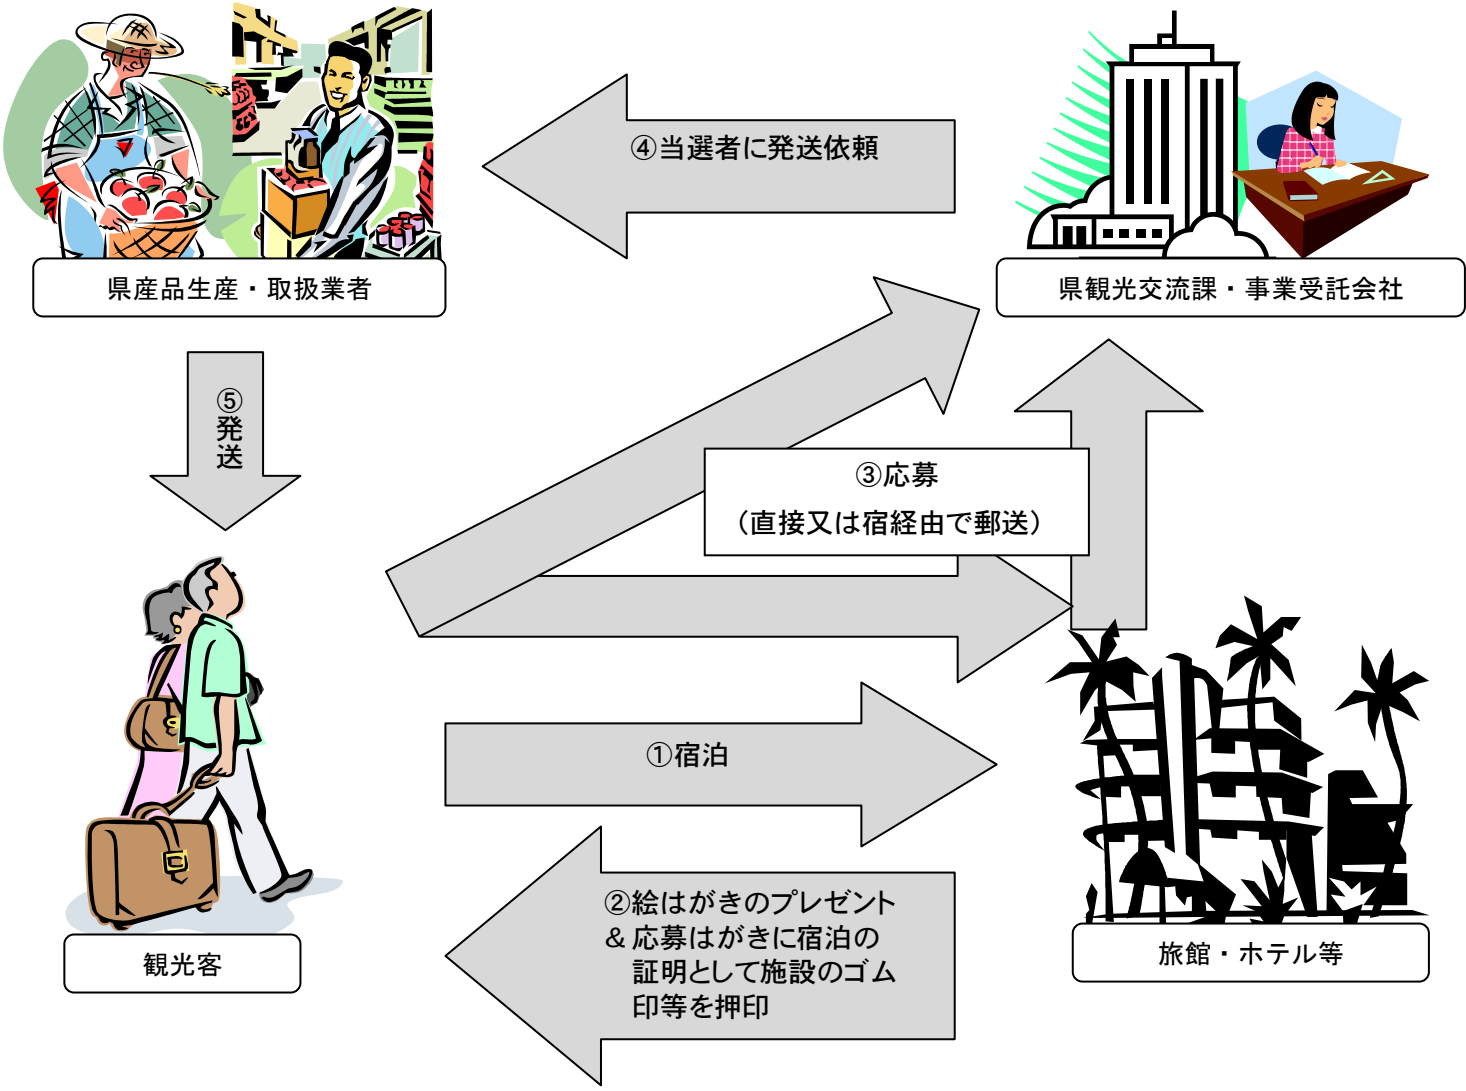 ④当選者に発送依頼
県産品生産・取扱業者
県観光交流課・事業受託会社
⑤発送
③応募
（直接又は宿経由で郵送）
①宿泊
②絵はがきのプレゼント
＆応募はがきに宿泊の
証明として施設のゴム
印等を押印
観光客
旅館・ホテル等